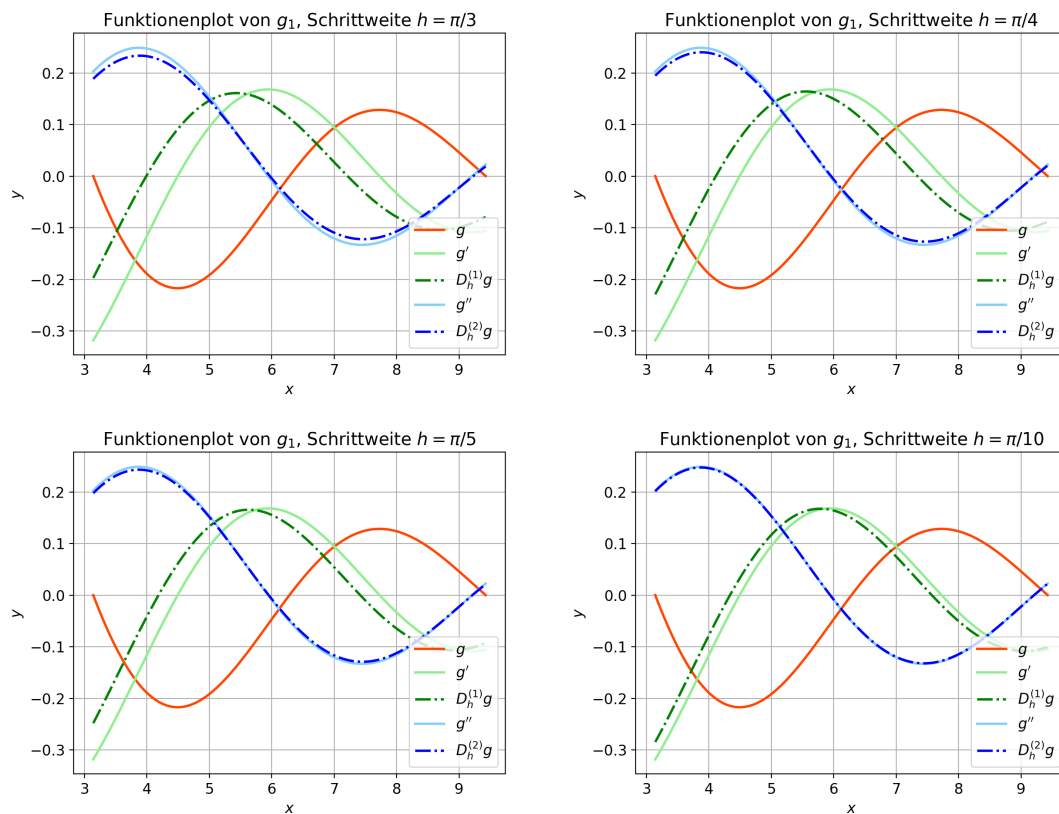 Funktionenplot von g₁, Schrittweite h = π/3
0.2
0.1
0.0
−0.1
−0.2
−0.3
y
3 4 5 6 7 8 9
x
g
g′
D_h^(1)g
g″
D_h^(2)g
Funktionenplot von g₁, Schrittweite h = π/4
0.2
0.1
0.0
−0.1
−0.2
−0.3
y
3 4 5 6 7 8 9
x
g
g′
D_h^(1)g
g″
D_h^(2)g
Funktionenplot von g₁, Schrittweite h = π/5
0.2
0.1
0.0
−0.1
−0.2
−0.3
y
3 4 5 6 7 8 9
x
g
g′
D_h^(1)g
g″
D_h^(2)g
Funktionenplot von g₁, Schrittweite h = π/10
0.2
0.1
0.0
−0.1
−0.2
−0.3
y
3 4 5 6 7 8 9
x
g
g′
D_h^(1)g
g″
D_h^(2)g